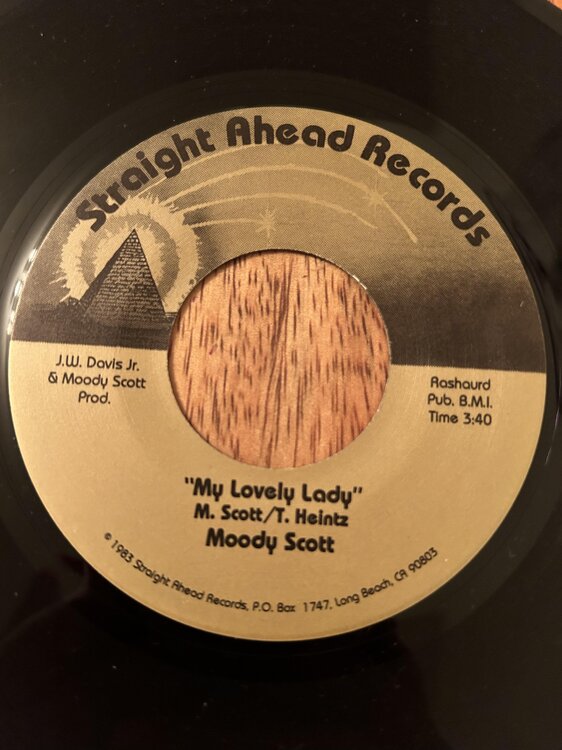 Straight Ahead Records
J.W. Davis Jr.
& Moody Scott
Prod.
Rashaurd
Pub. B.M.I.
Time 3:40
"My Lovely Lady"
M. Scott/T. Heintz
Moody Scott
© 1983 Straight Ahead Records, P.O. Box 1747, Long Beach, CA 90803